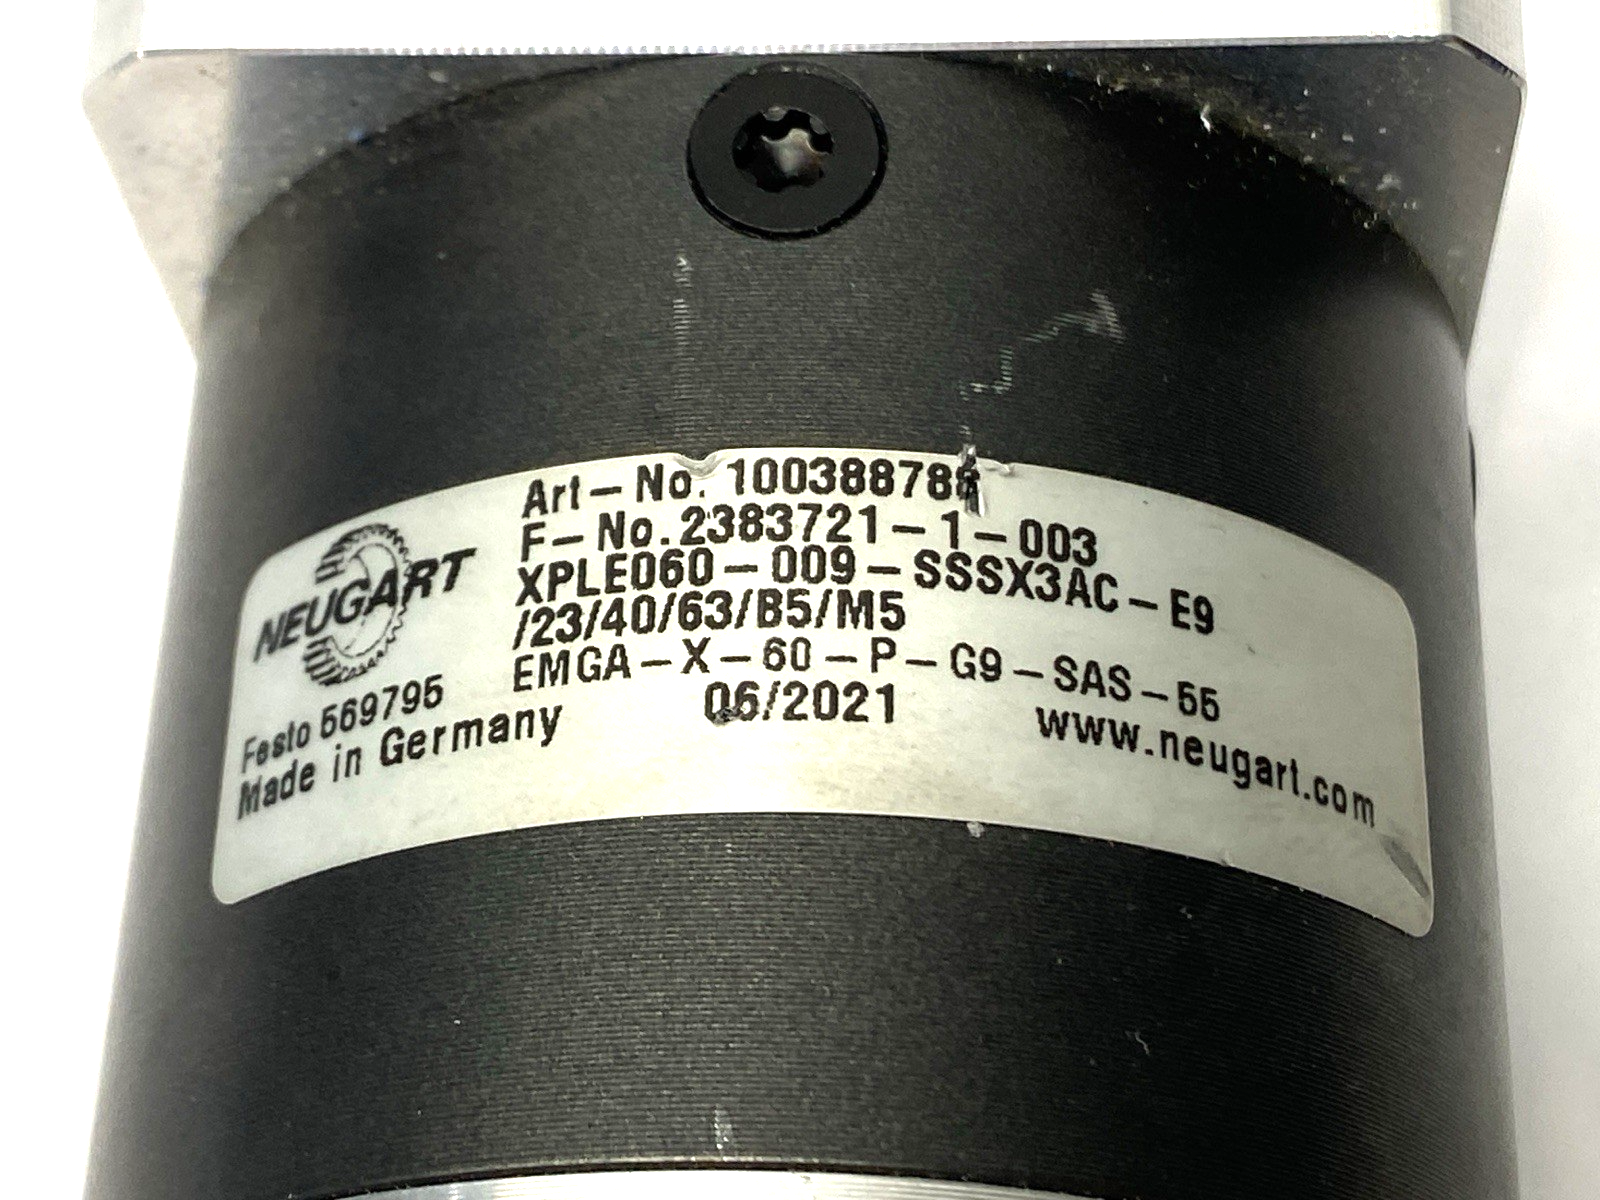 Art-No. 100388788
F-No. 2383721-1-003
XPLE060-009-SSSX3AC-E9
/23/40/63/B5/M5
EMGA-X-60-P-G9-SAS-55
06/2021
NEUGART
Festo 569795
Made in Germany
www.neugart.com